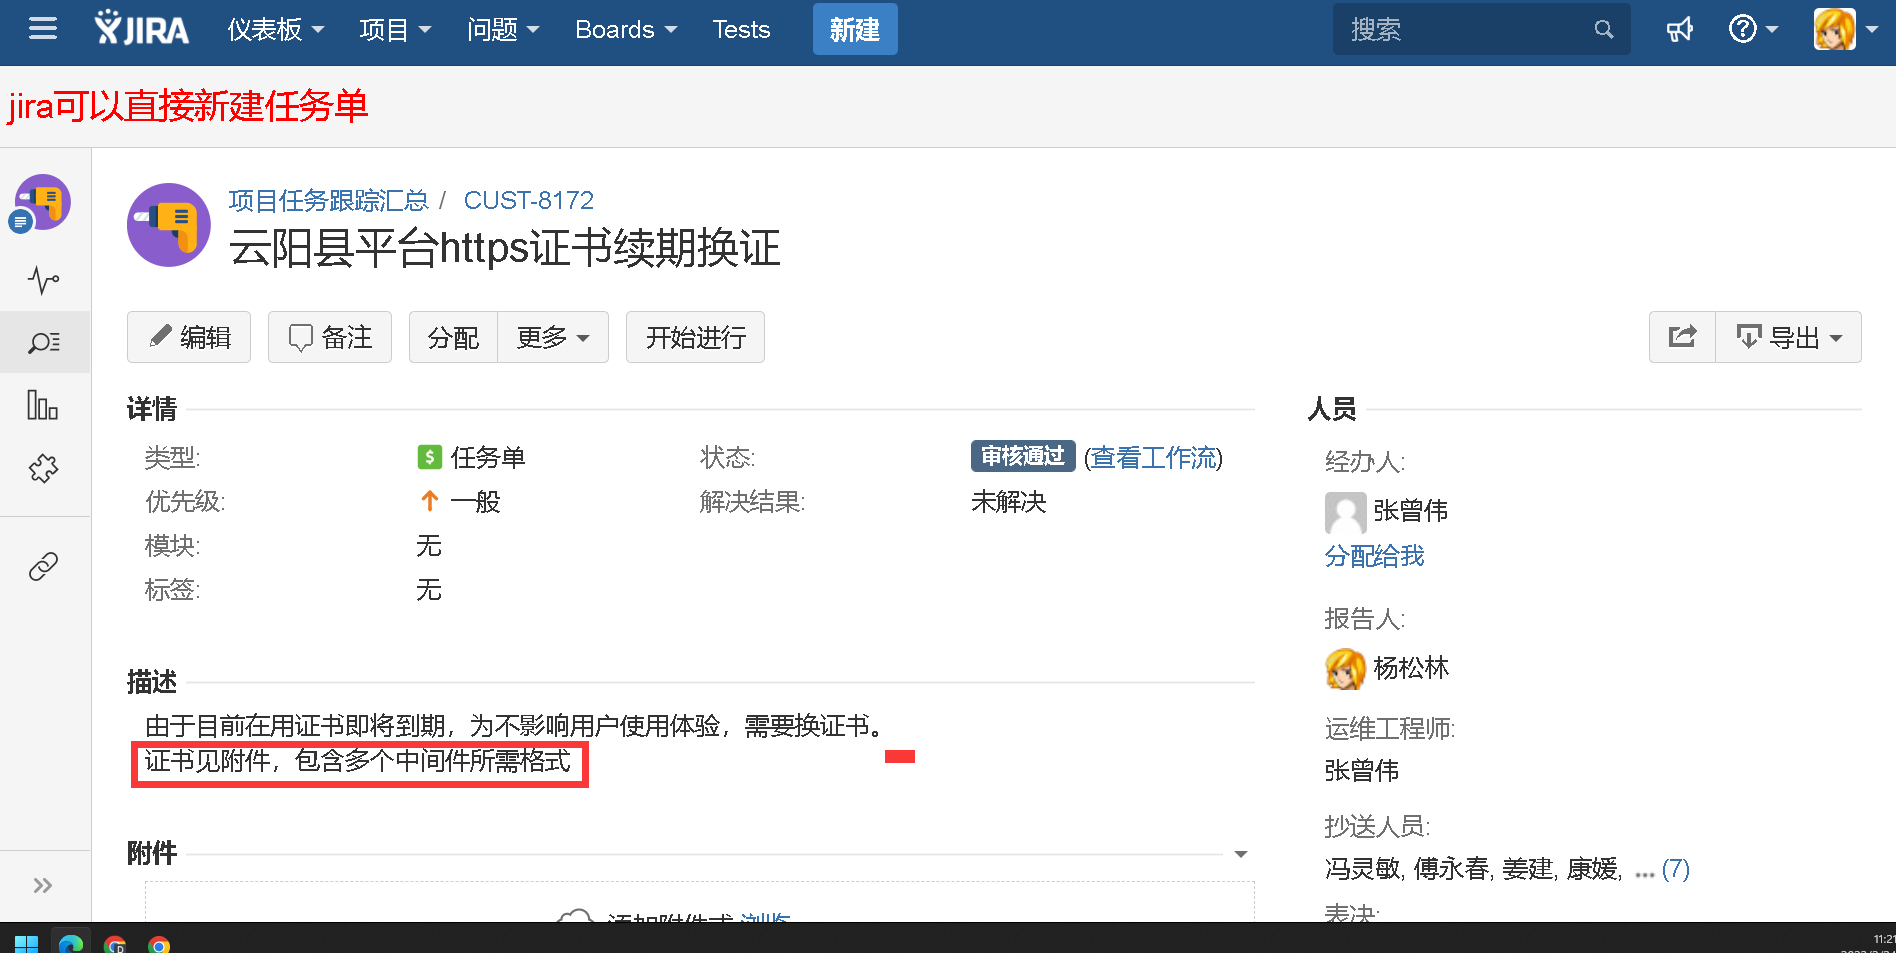 JIRA 仪表板 项目 问题 Boards Tests 新建 搜索
jira可以直接新建任务单
项目任务跟踪汇总 / CUST-8172
云阳县平台https证书续期换证
编辑 备注 分配 更多 开始进行 导出
详情
类型: 任务单 状态: 审核通过 (查看工作流)
优先级: 一般 解决结果: 未解决
模块: 无
标签: 无
人员
经办人:
张曾伟
分配给我
报告人:
杨松林
运维工程师:
张曾伟
抄送人员:
冯灵敏, 傅永春, 姜建, 康媛, ... (7)
表决:
描述
由于目前在用证书即将到期，为不影响用户使用体验，需要换证书。
证书见附件，包含多个中间件所需格式
附件
添加附件或 浏览
11:21